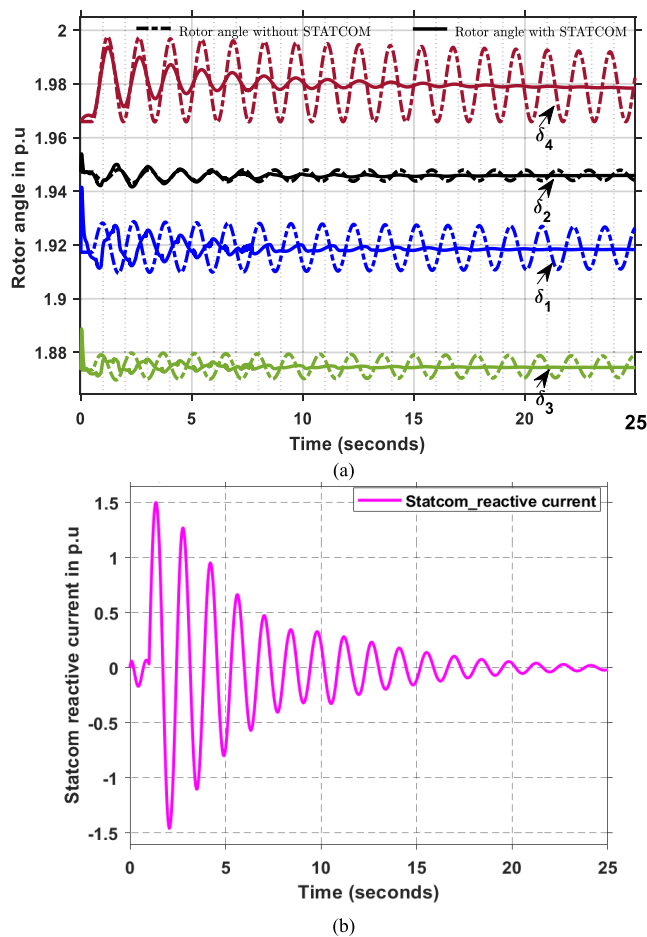 Rotor angle without STATCOM Rotor angle with STATCOM
2
1.98
1.96
1.94
1.92
1.9
1.88
Rotor angle in p.u
δ4
δ2
δ1
δ3
0 5 10 15 20 25
Time (seconds)
(a)
Statcom_reactive current
1.5
1
0.5
0
-0.5
-1
-1.5
Statcom reactive current in p.u
0 5 10 15 20 25
Time (seconds)
(b)